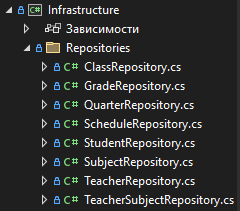 C# Infrastructure
Зависимости
Repositories
C# ClassRepository.cs
C# GradeRepository.cs
C# QuarterRepository.cs
C# ScheduleRepository.cs
C# StudentRepository.cs
C# SubjectRepository.cs
C# TeacherRepository.cs
C# TeacherSubjectRepository.cs